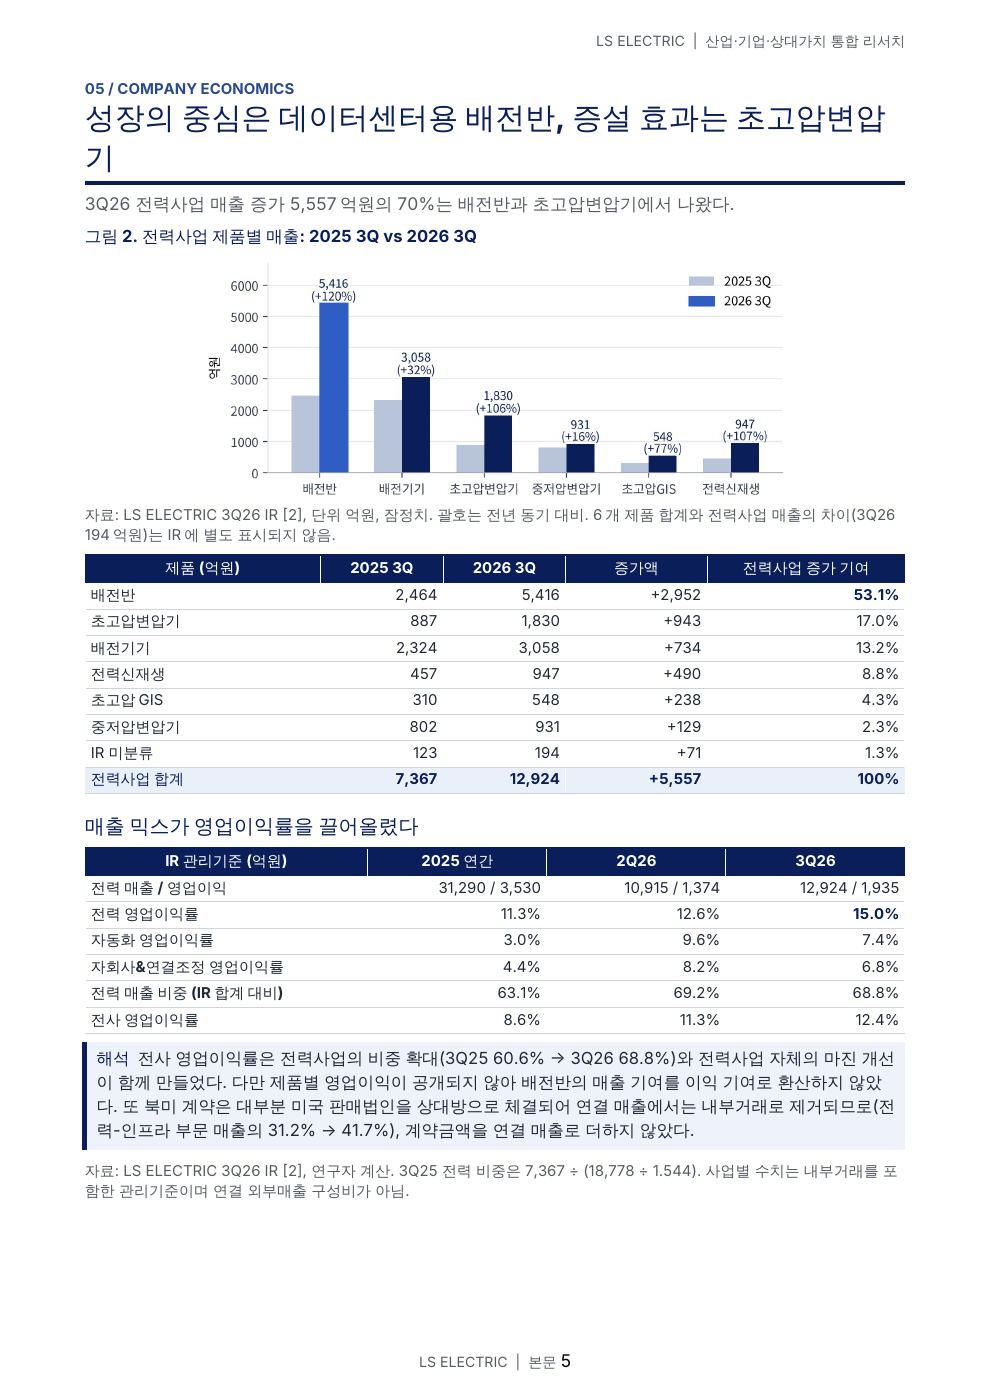 LS ELECTRIC | 산업·기업·상대가치 통합 리서치
05 / COMPANY ECONOMICS
성장의 중심은 데이터센터용 배전반, 증설 효과는 초고압변압
기
3Q26 전력사업 매출 증가 5,557억원의 70%는 배전반과 초고압변압기에서 나왔다.
그림 2. 전력사업 제품별 매출: 2025 3Q vs 2026 3Q
억원
6000
5000
4000
3000
2000
1000
0
5,416
(+120%)
3,058
(+32%)
1,830
(+106%)
931
(+16%)
548
(+77%)
947
(+107%)
2025 3Q
2026 3Q
배전반 배전기기 초고압변압기 중저압변압기 초고압GIS 전력신재생
자료: LS ELECTRIC 3Q26 IR [2], 단위 억원, 잠정치. 괄호는 전년 동기 대비. 6개 제품 합계와 전력사업 매출의 차이(3Q26
194억원)는 IR에 별도 표시되지 않음.
제품 (억원) 2025 3Q 2026 3Q 증가액 전력사업 증가 기여
배전반 2,464 5,416 +2,952 53.1%
초고압변압기 887 1,830 +943 17.0%
배전기기 2,324 3,058 +734 13.2%
전력신재생 457 947 +490 8.8%
초고압 GIS 310 548 +238 4.3%
중저압변압기 802 931 +129 2.3%
IR 미분류 123 194 +71 1.3%
전력사업 합계 7,367 12,924 +5,557 100%
매출 믹스가 영업이익률을 끌어올렸다
IR 관리기준 (억원) 2025 연간 2Q26 3Q26
전력 매출 / 영업이익 31,290 / 3,530 10,915 / 1,374 12,924 / 1,935
전력 영업이익률 11.3% 12.6% 15.0%
자동화 영업이익률 3.0% 9.6% 7.4%
자회사&연결조정 영업이익률 4.4% 8.2% 6.8%
전력 매출 비중 (IR 합계 대비) 63.1% 69.2% 68.8%
전사 영업이익률 8.6% 11.3% 12.4%
해석 전사 영업이익률은 전력사업의 비중 확대(3Q25 60.6% → 3Q26 68.8%)와 전력사업 자체의 마진 개선
이 함께 만들었다. 다만 제품별 영업이익이 공개되지 않아 배전반의 매출 기여를 이익 기여로 환산하지 않았
다. 또 북미 계약은 대부분 미국 판매법인을 상대방으로 체결되어 연결 매출에서는 내부거래로 제거되므로(전
력-인프라 부문 매출의 31.2% → 41.7%), 계약금액을 연결 매출로 더하지 않았다.
자료: LS ELECTRIC 3Q26 IR [2], 연구자 계산. 3Q25 전력 비중은 7,367 ÷ (18,778 ÷ 1.544). 사업별 수치는 내부거래를 포
함한 관리기준이며 연결 외부매출 구성비가 아님.
LS ELECTRIC | 본문 5